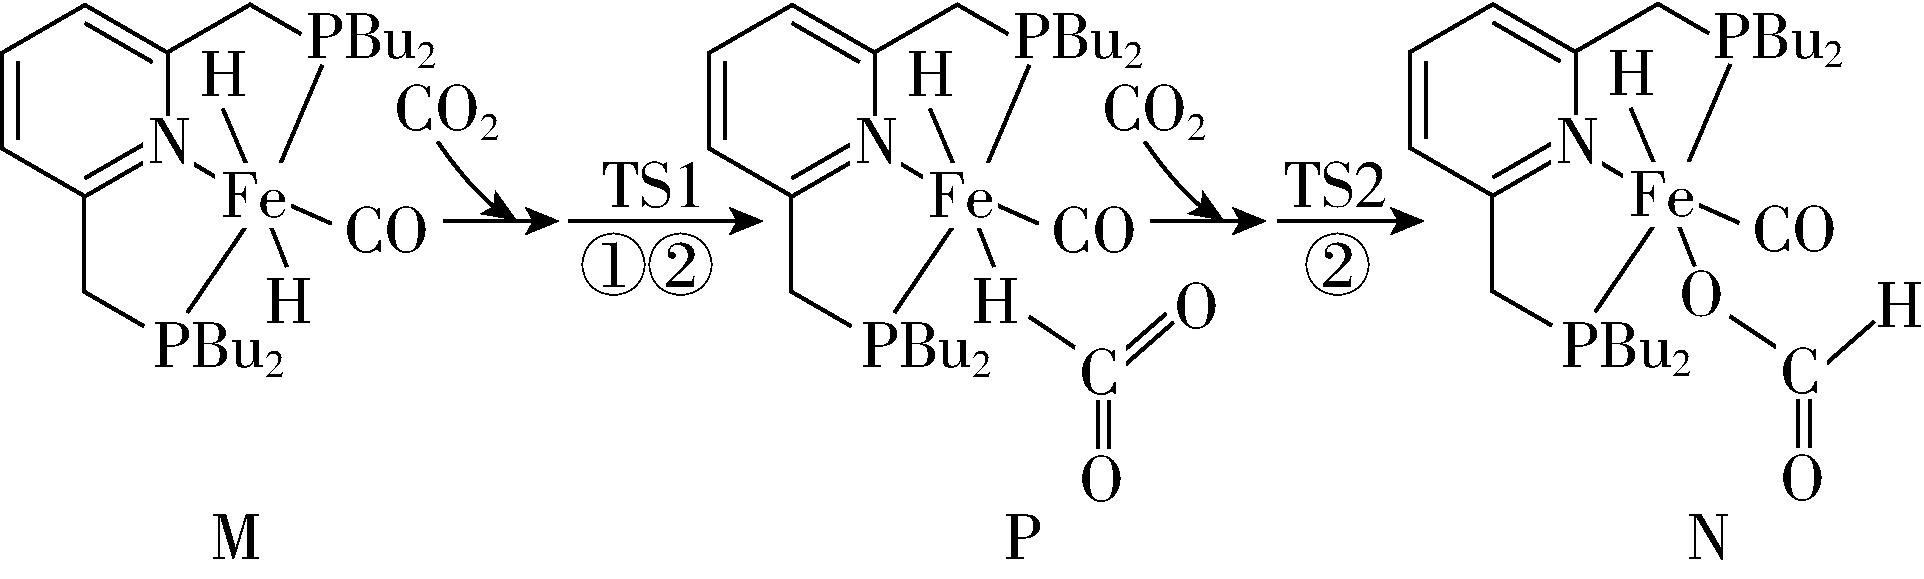 PBu₂
H
N
Fe
CO
H
PBu₂
M
CO₂
TS1
①②
PBu₂
H
N
Fe
CO
H
O
C
O
PBu₂
P
CO₂
TS2
②
PBu₂
H
N
Fe
CO
O
H
C
O
PBu₂
N